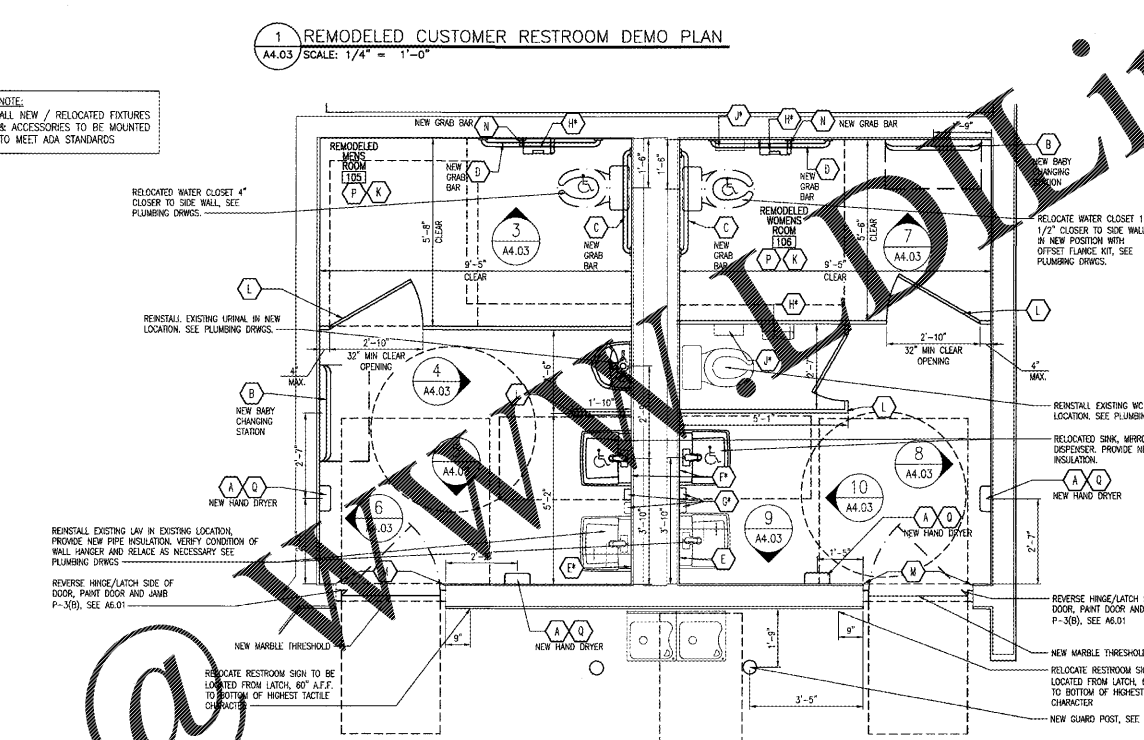 1
A4.03
REMODELED CUSTOMER RESTROOM DEMO PLAN
SCALE: 1/4" = 1'-0"
NOTE:
ALL NEW / RELOCATED FIXTURES
& ACCESSORIES TO BE MOUNTED
TO MEET ADA STANDARDS
NEW GRAB BAR
N
H*
J*
H*
N
NEW GRAB BAR
B
NEW BABY
CHANGING
STATION
REMODELED
MENS
ROOM
105
P K
D
NEW
GRAB
BAR
1'-6"
1'-6"
D
NEW
GRAB
BAR
RELOCATED WATER CLOSET 4"
CLOSER TO SIDE WALL, SEE
PLUMBING DRWGS.
5'-8"
CLEAR
3
A4.03
C
NEW
GRAB
BAR
C
NEW
GRAB
BAR
REMODELED
WOMENS
ROOM
106
P K
5'-6"
CLEAR
7
A4.03
RELOCATE WATER CLOSET 1
1/2" CLOSER TO SIDE WALL
IN NEW POSITION WITH
OFFSET FLANGE KIT, SEE
PLUMBING DRWGS.
9'-5"
CLEAR
9'-5"
CLEAR
L
H*
L
REINSTALL EXISTING URINAL IN NEW
LOCATION. SEE PLUMBING DRWGS.
2'-10"
32" MIN CLEAR
OPENING
4"
MAX.
J*
2'-10"
32" MIN CLEAR
OPENING
4"
MAX.
4
A4.03
B
NEW BABY
CHANGING
STATION
1'-10"
5'-1"
L
REINSTALL EXISTING WC
LOCATION. SEE PLUMBIN
RELOCATED SINK, MIRRO
DISPENSER. PROVIDE NE
INSULATION.
2'-7"
A Q
NEW HAND DRYER
6
A4.03
5'-2"
3'-10"
3'-10"
F*
G*
8
A4.03
10
A4.03
9
A4.03
A Q
NEW HAND DRYER
A Q
NEW HAND DRYER
2'-7"
REINSTALL EXISTING LAV IN EXISTING LOCATION,
PROVIDE NEW PIPE INSULATION. VERIFY CONDITION OF
WALL HANGER AND RELACE AS NECESSARY SEE
PLUMBING DRWGS
E*
E
1'-5"
M
REVERSE HINGE/LATCH SIDE OF
DOOR, PAINT DOOR AND JAMB
P-3(B), SEE A6.01
REVERSE HINGE/LATCH
DOOR, PAINT DOOR AND
P-3(B), SEE A6.01
NEW MARBLE THRESHOLD
9"
A Q
NEW HAND DRYER
1'-9"
9"
NEW MARBLE THRESHOLD
RELOCATE RESTROOM SIGN TO BE
LOCATED FROM LATCH, 60" A.F.F.
TO BOTTOM OF HIGHEST TACTILE
CHARACTER
3'-5"
RELOCATE RESTROOM
LOCATED FROM LATCH,
TO BOTTOM OF HIGHEST
CHARACTER
NEW GUARD POST, SEE
@WWW.LDILi